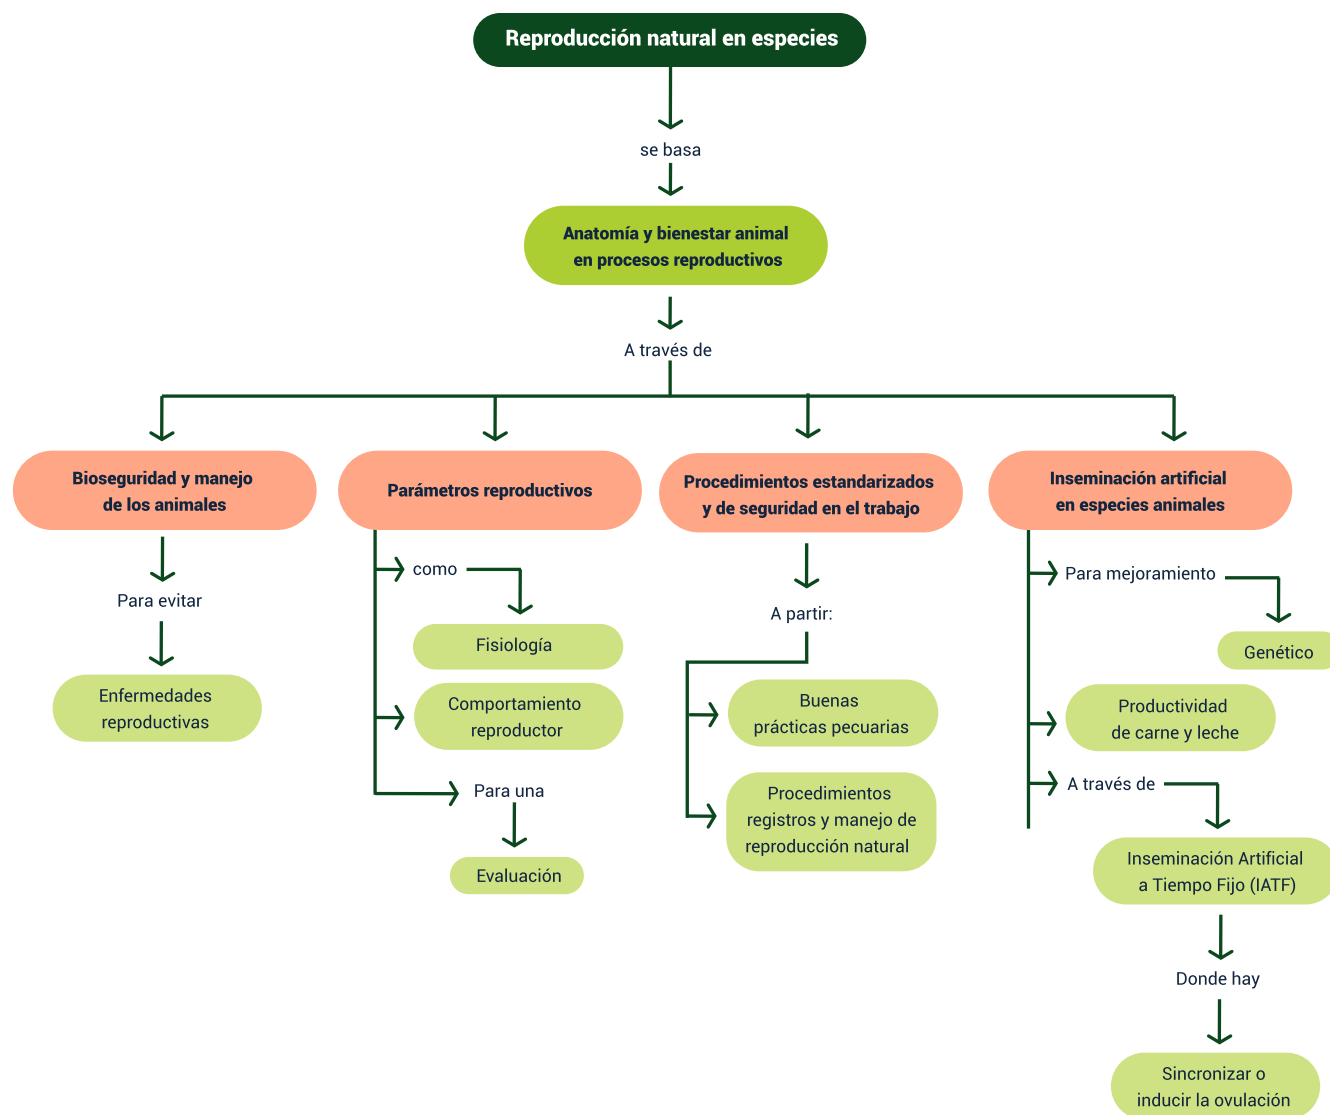 Reproducción natural en especies
se basa
Anatomía y bienestar animal
en procesos reproductivos
A través de
Bioseguridad y manejo
de los animales
Para evitar
Enfermedades
reproductivas
Parámetros reproductivos
como
Fisiología
Comportamiento
reproductor
Para una
Evaluación
Procedimientos estandarizados
y de seguridad en el trabajo
A partir:
Buenas
prácticas pecuarias
Procedimientos
registros y manejo de
reproducción natural
Inseminación artificial
en especies animales
Para mejoramiento
Genético
Productividad
de carne y leche
A través de
Inseminación Artificial
a Tiempo Fijo (IATF)
Donde hay
Sincronizar o
inducir la ovulación